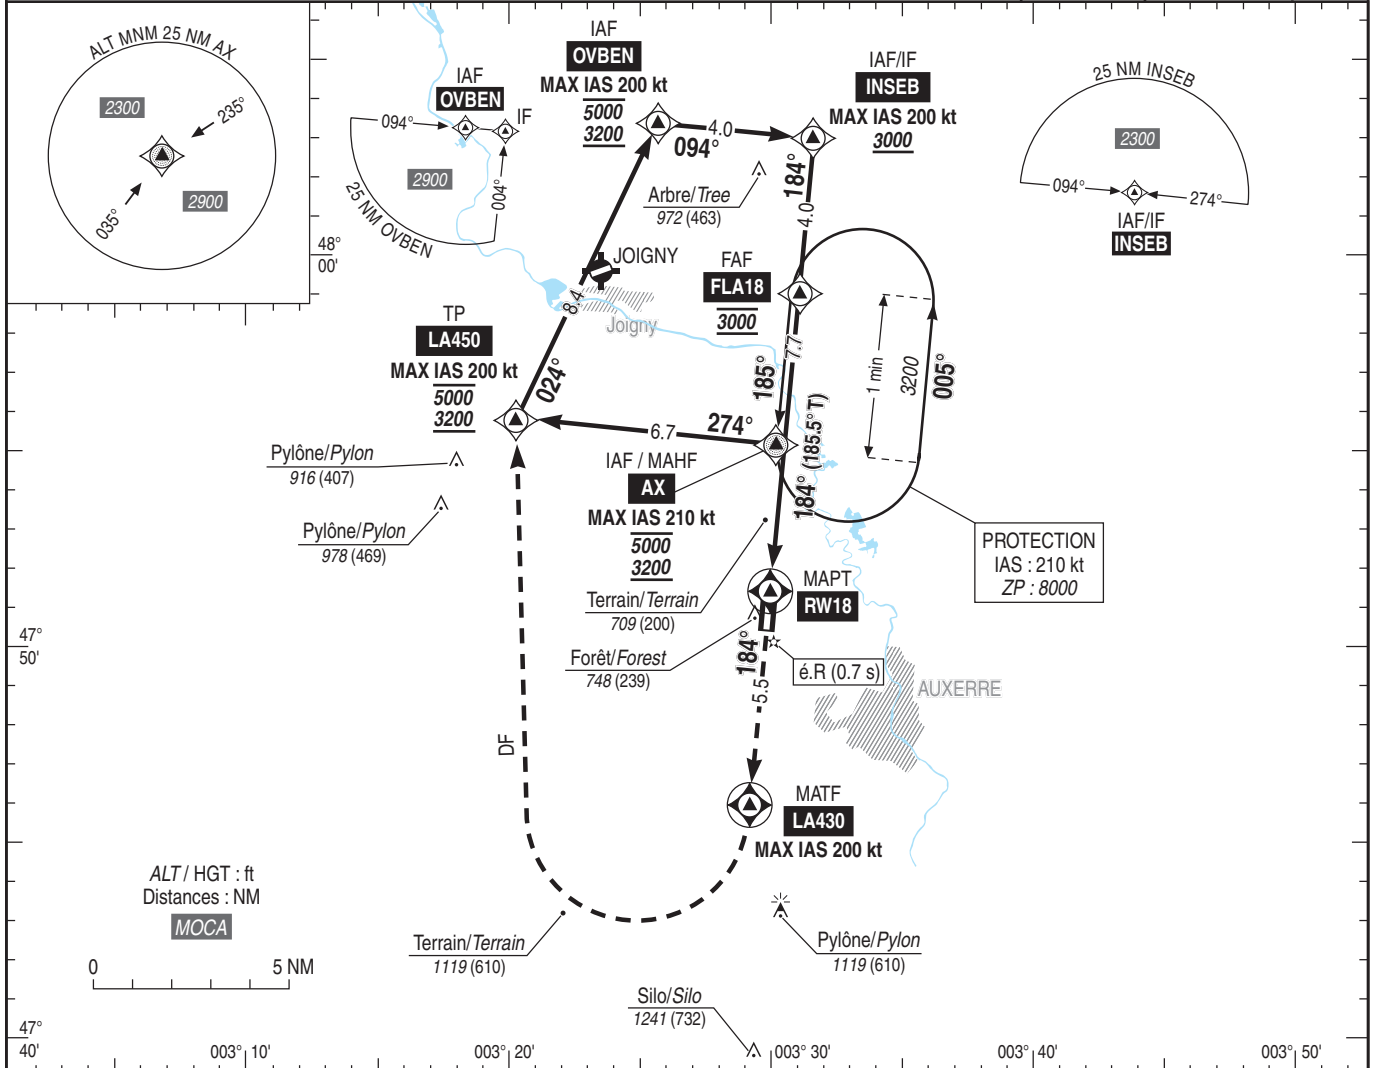 ALT MNM 25 NM AX
2300
235°
2900
035°
IAF
OVBEN
IF
094°
2900
004°
25 NM OVBEN
IAF
OVBEN
MAX IAS 200 kt
5000
3200
4.0
094°
IAF/IF
INSEB
MAX IAS 200 kt
3000
25 NM INSEB
2300
094°
274°
IAF/IF
INSEB
184°
4.0
Arbre/Tree
972 (463)
48°
00'
JOIGNY
Joigny
8.4
024°
FAF
FLA18
3000
7.7
185°
1 min
3200
005°
TP
LA450
MAX IAS 200 kt
5000
3200
274°
6.7
184° (185.5° T)
Pylône/Pylon
916 (407)
Pylône/Pylon
978 (469)
IAF / MAHF
AX
MAX IAS 210 kt
5000
3200
PROTECTION
IAS : 210 kt
ZP : 8000
Terrain/Terrain
709 (200)
MAPT
RW18
47°
50'
Forêt/Forest
748 (239)
184°
5.5
é.R (0.7 s)
AUXERRE
DF
MATF
LA430
MAX IAS 200 kt
ALT / HGT : ft
Distances : NM
MOCA
0 5 NM
Terrain/Terrain
1119 (610)
Pylône/Pylon
1119 (610)
Silo/Silo
1241 (732)
47°
40'
003° 10' 003° 20' 003° 30' 003° 40' 003° 50'